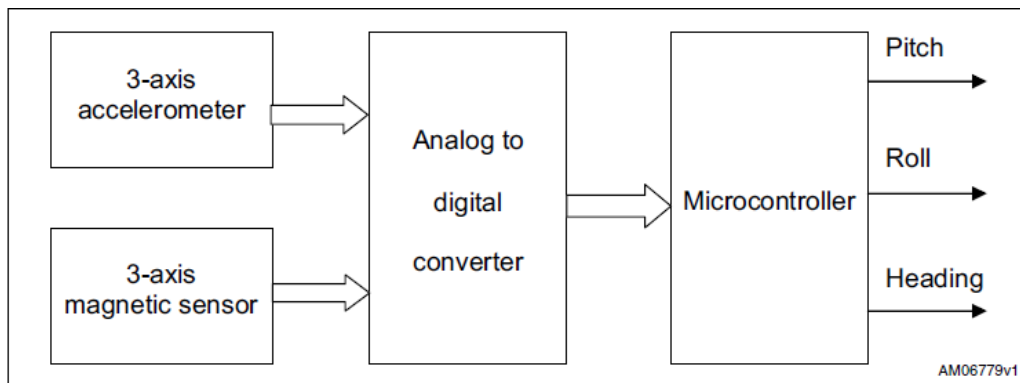 3-axis
accelerometer
3-axis
magnetic sensor
Analog to
digital
converter
Microcontroller
Pitch
Roll
Heading
AM06779v1